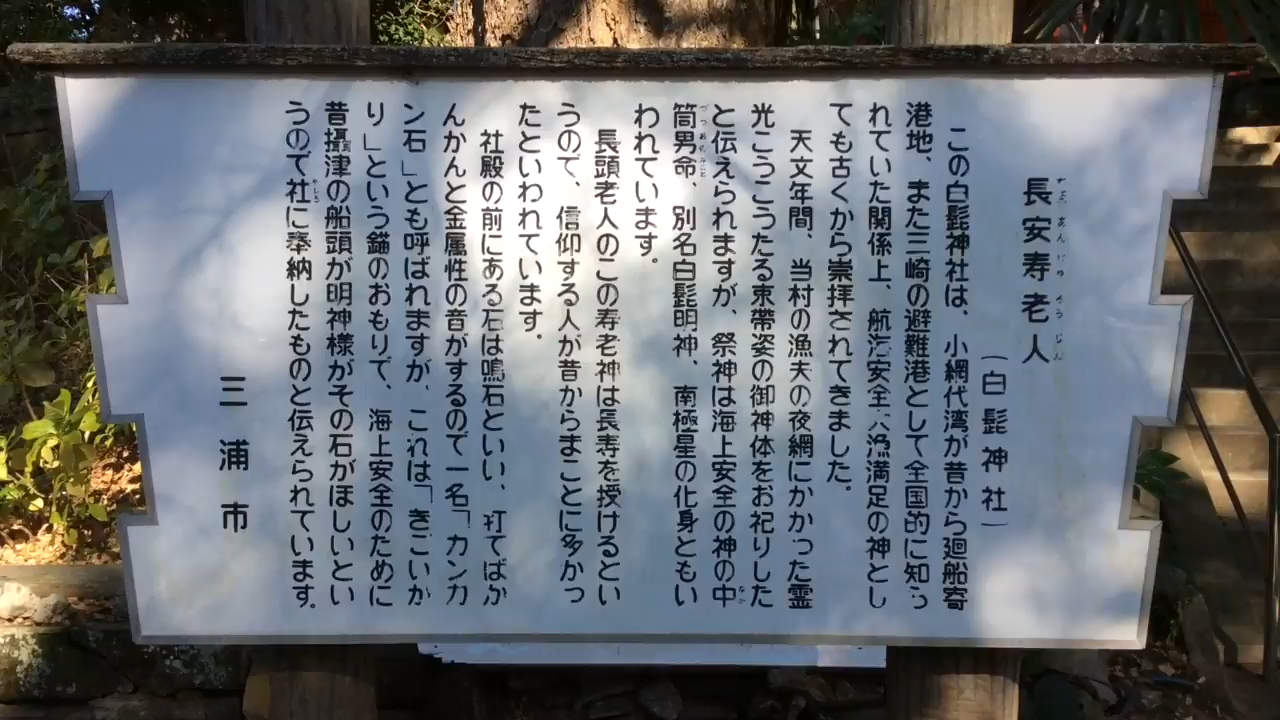 長安寿老人
(白髭神社)
この白髭神社は、小網代湾が昔から廻船寄
港地、また三崎の避難港として全国的に知ら
れていた関係上、航海安全大漁満足の神とし
ても古くから崇拝されてきました。
天文年間、当村の漁夫の夜網にかかった霊
光こうこうたる束帯姿の御神体をお祀りした
と伝えられますが、祭神は海上安全の神の中
筒男命、別名白髭明神、南極星の化身ともい
われています。
長頭老人のこの寿老神は長寿を授けるとい
うので、信仰する人が昔からまことに多かっ
たといわれています。
社殿の前にある石は鳴石といい、打てばか
んかんと金属性の音がするので一名「カンカ
ン石」とも呼ばれますが、これは「きごいか
り」という錨のおもりで、海上安全のために
昔攝津の船頭が明神様がその石がほしいとい
うので社に奉納したものと伝えられています。
三浦市